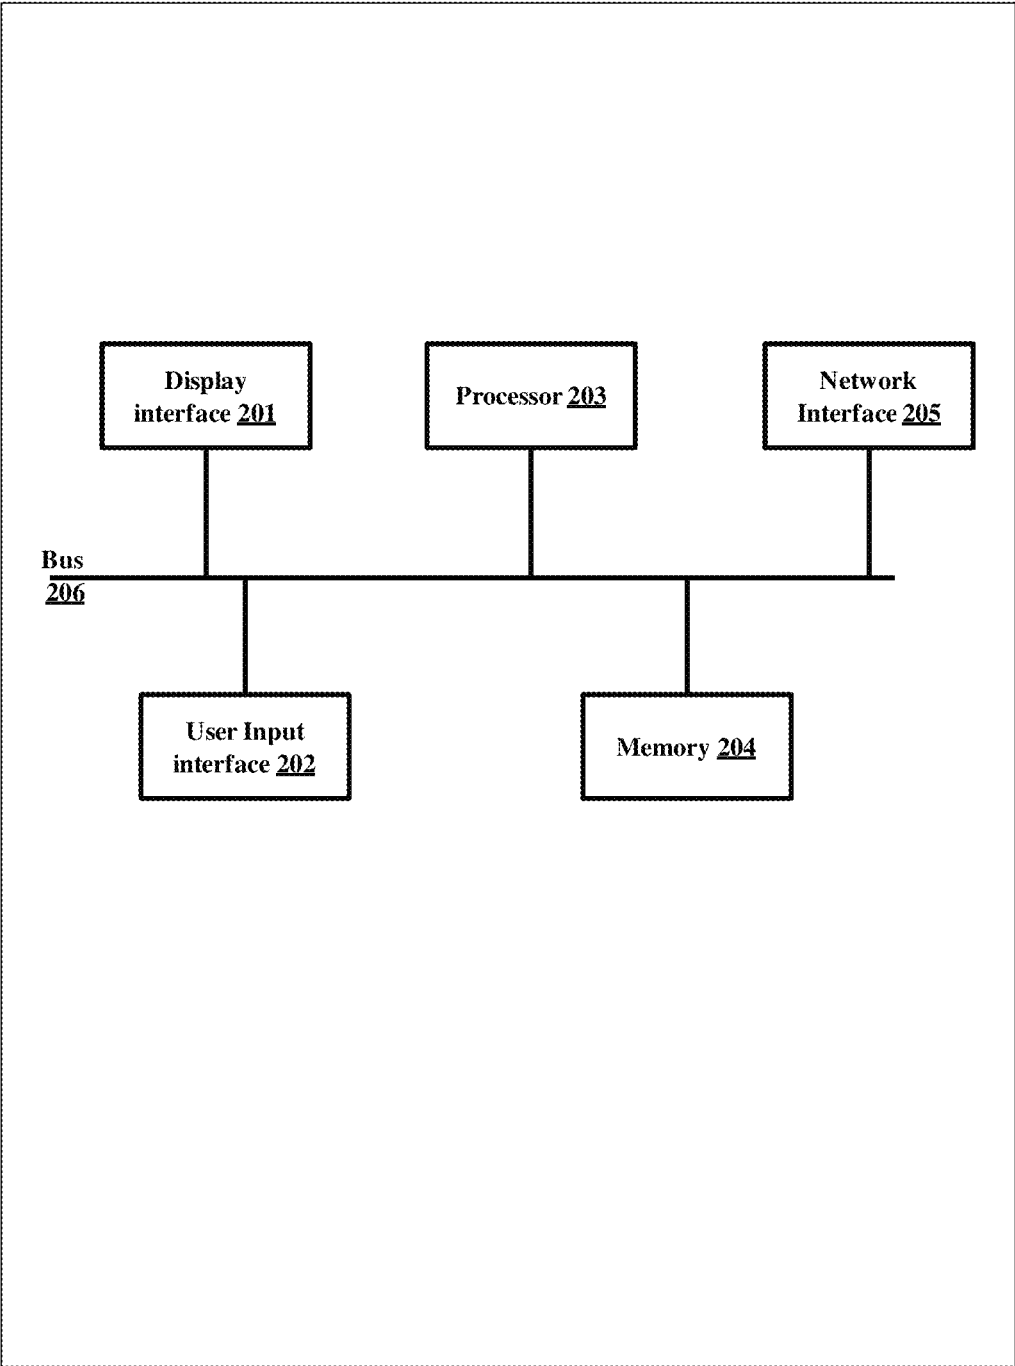 Display
interface 201
Processor 203
Network
Interface 205
Bus
206
User Input
interface 202
Memory 204